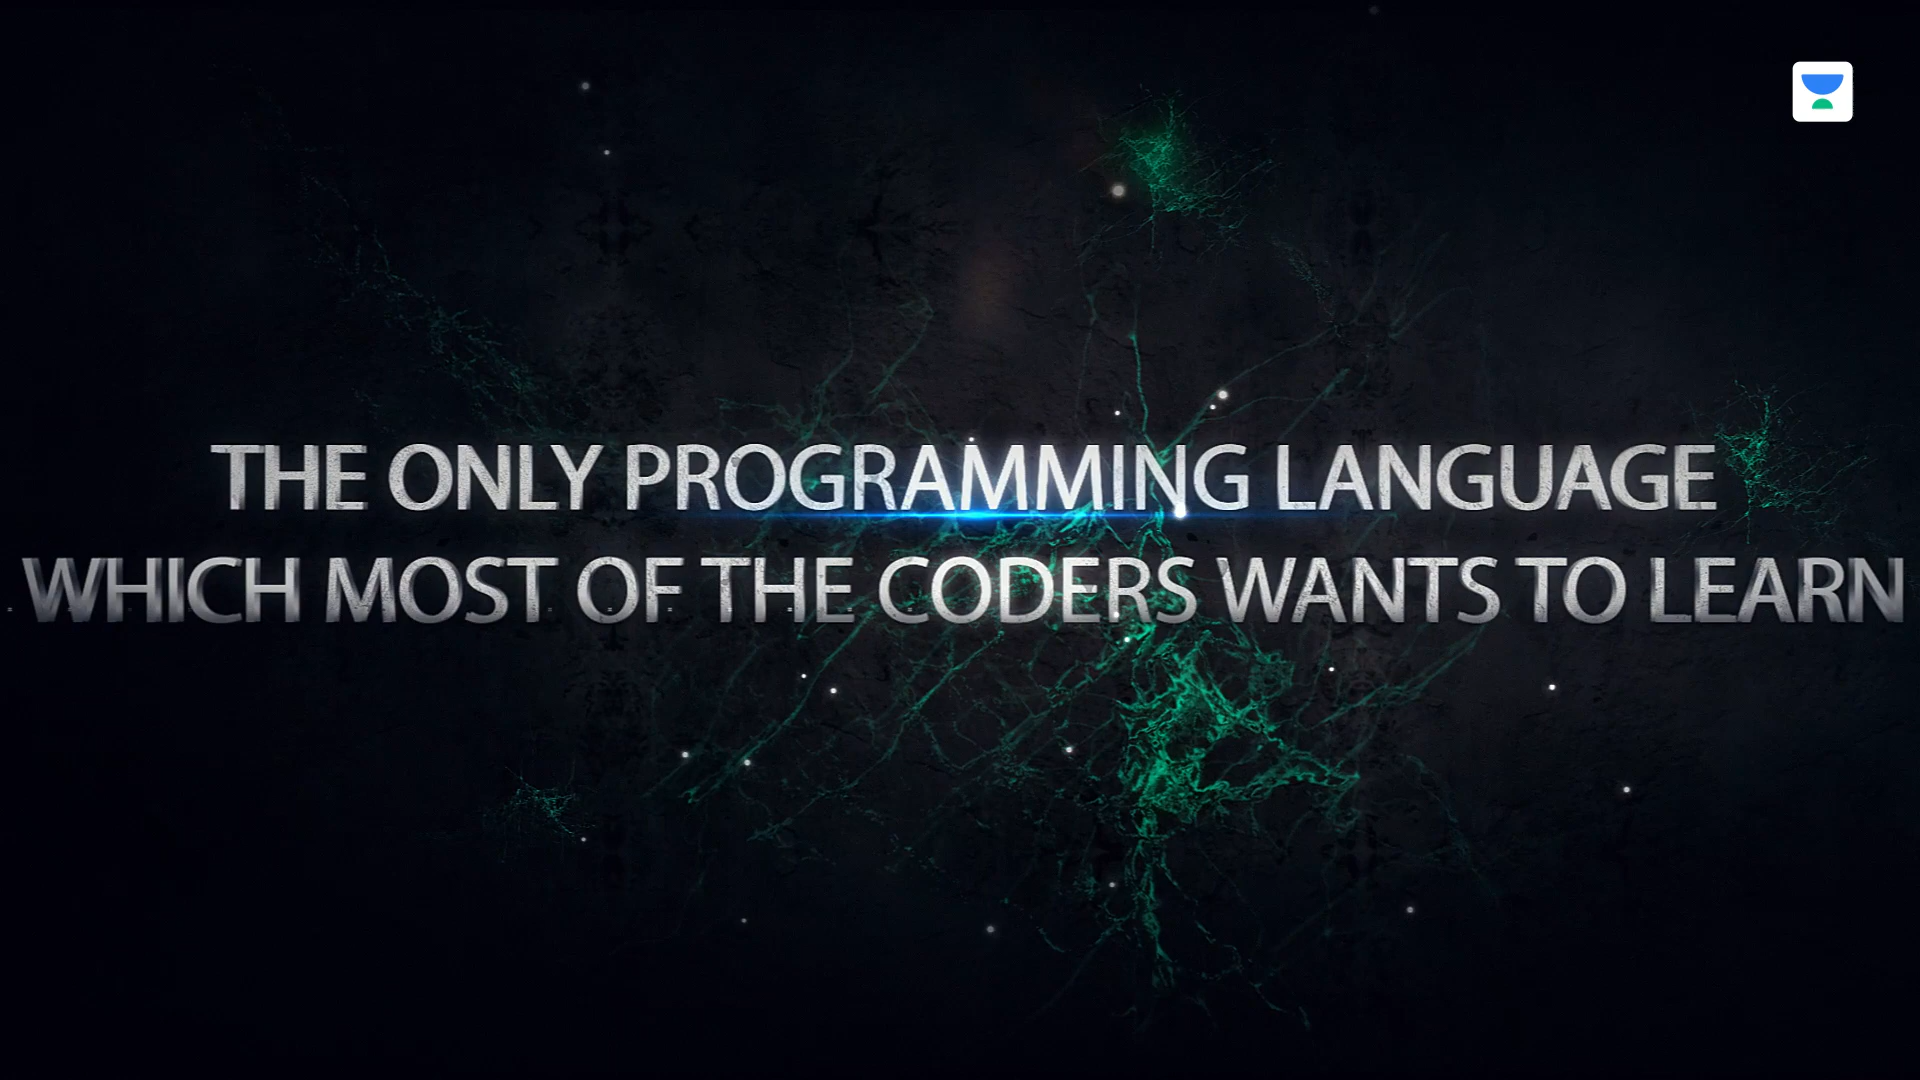 THE ONLY PROGRAMMING LANGUAGE
WHICH MOST OF THE CODERS WANTS TO LEARN